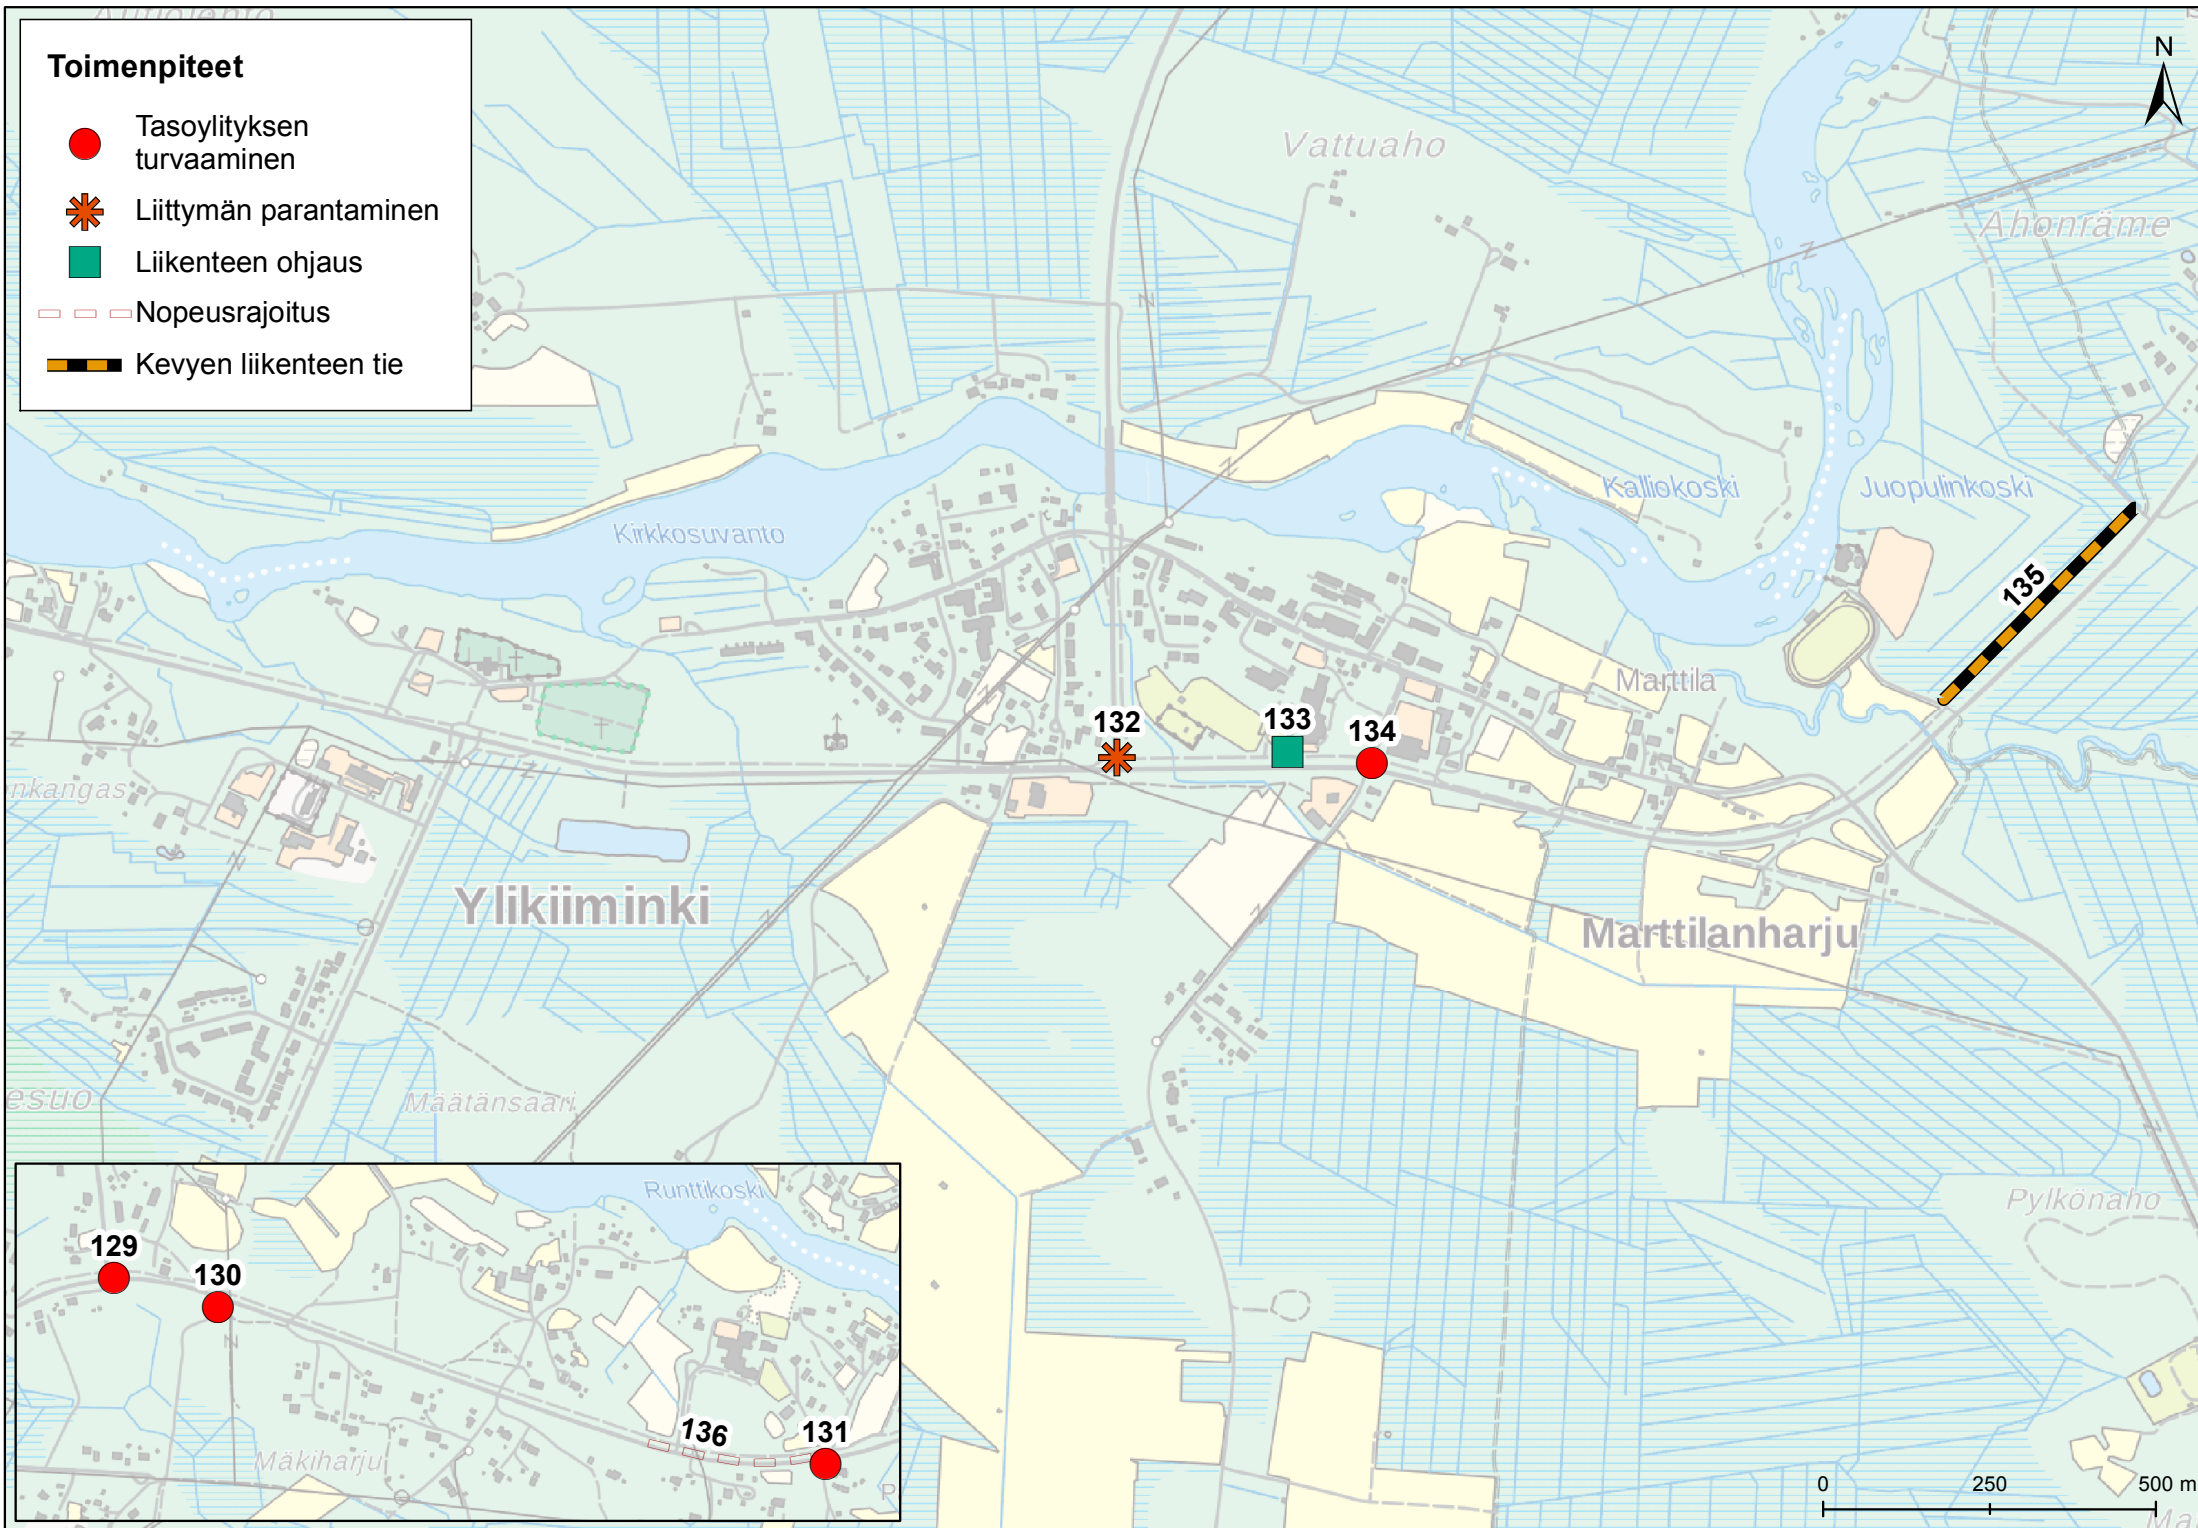 Toimenpiteet
Tasoylityksen
turvaaminen
Liittymän parantaminen
Liikenteen ohjaus
Nopeusrajoitus
Kevyen liikenteen tie
N
Vattuaho
Ahonräme
Kalliokoski
Juopulinkoski
Kirkkosuvanto
135
Marttila
132
133
134
nkangas
Ylikiiminki
Marttilanharju
esuo
Määtänsaari
Runttikoski
Pylkönaho
129
130
136
131
Mäkiharju
P
0
250
500 m